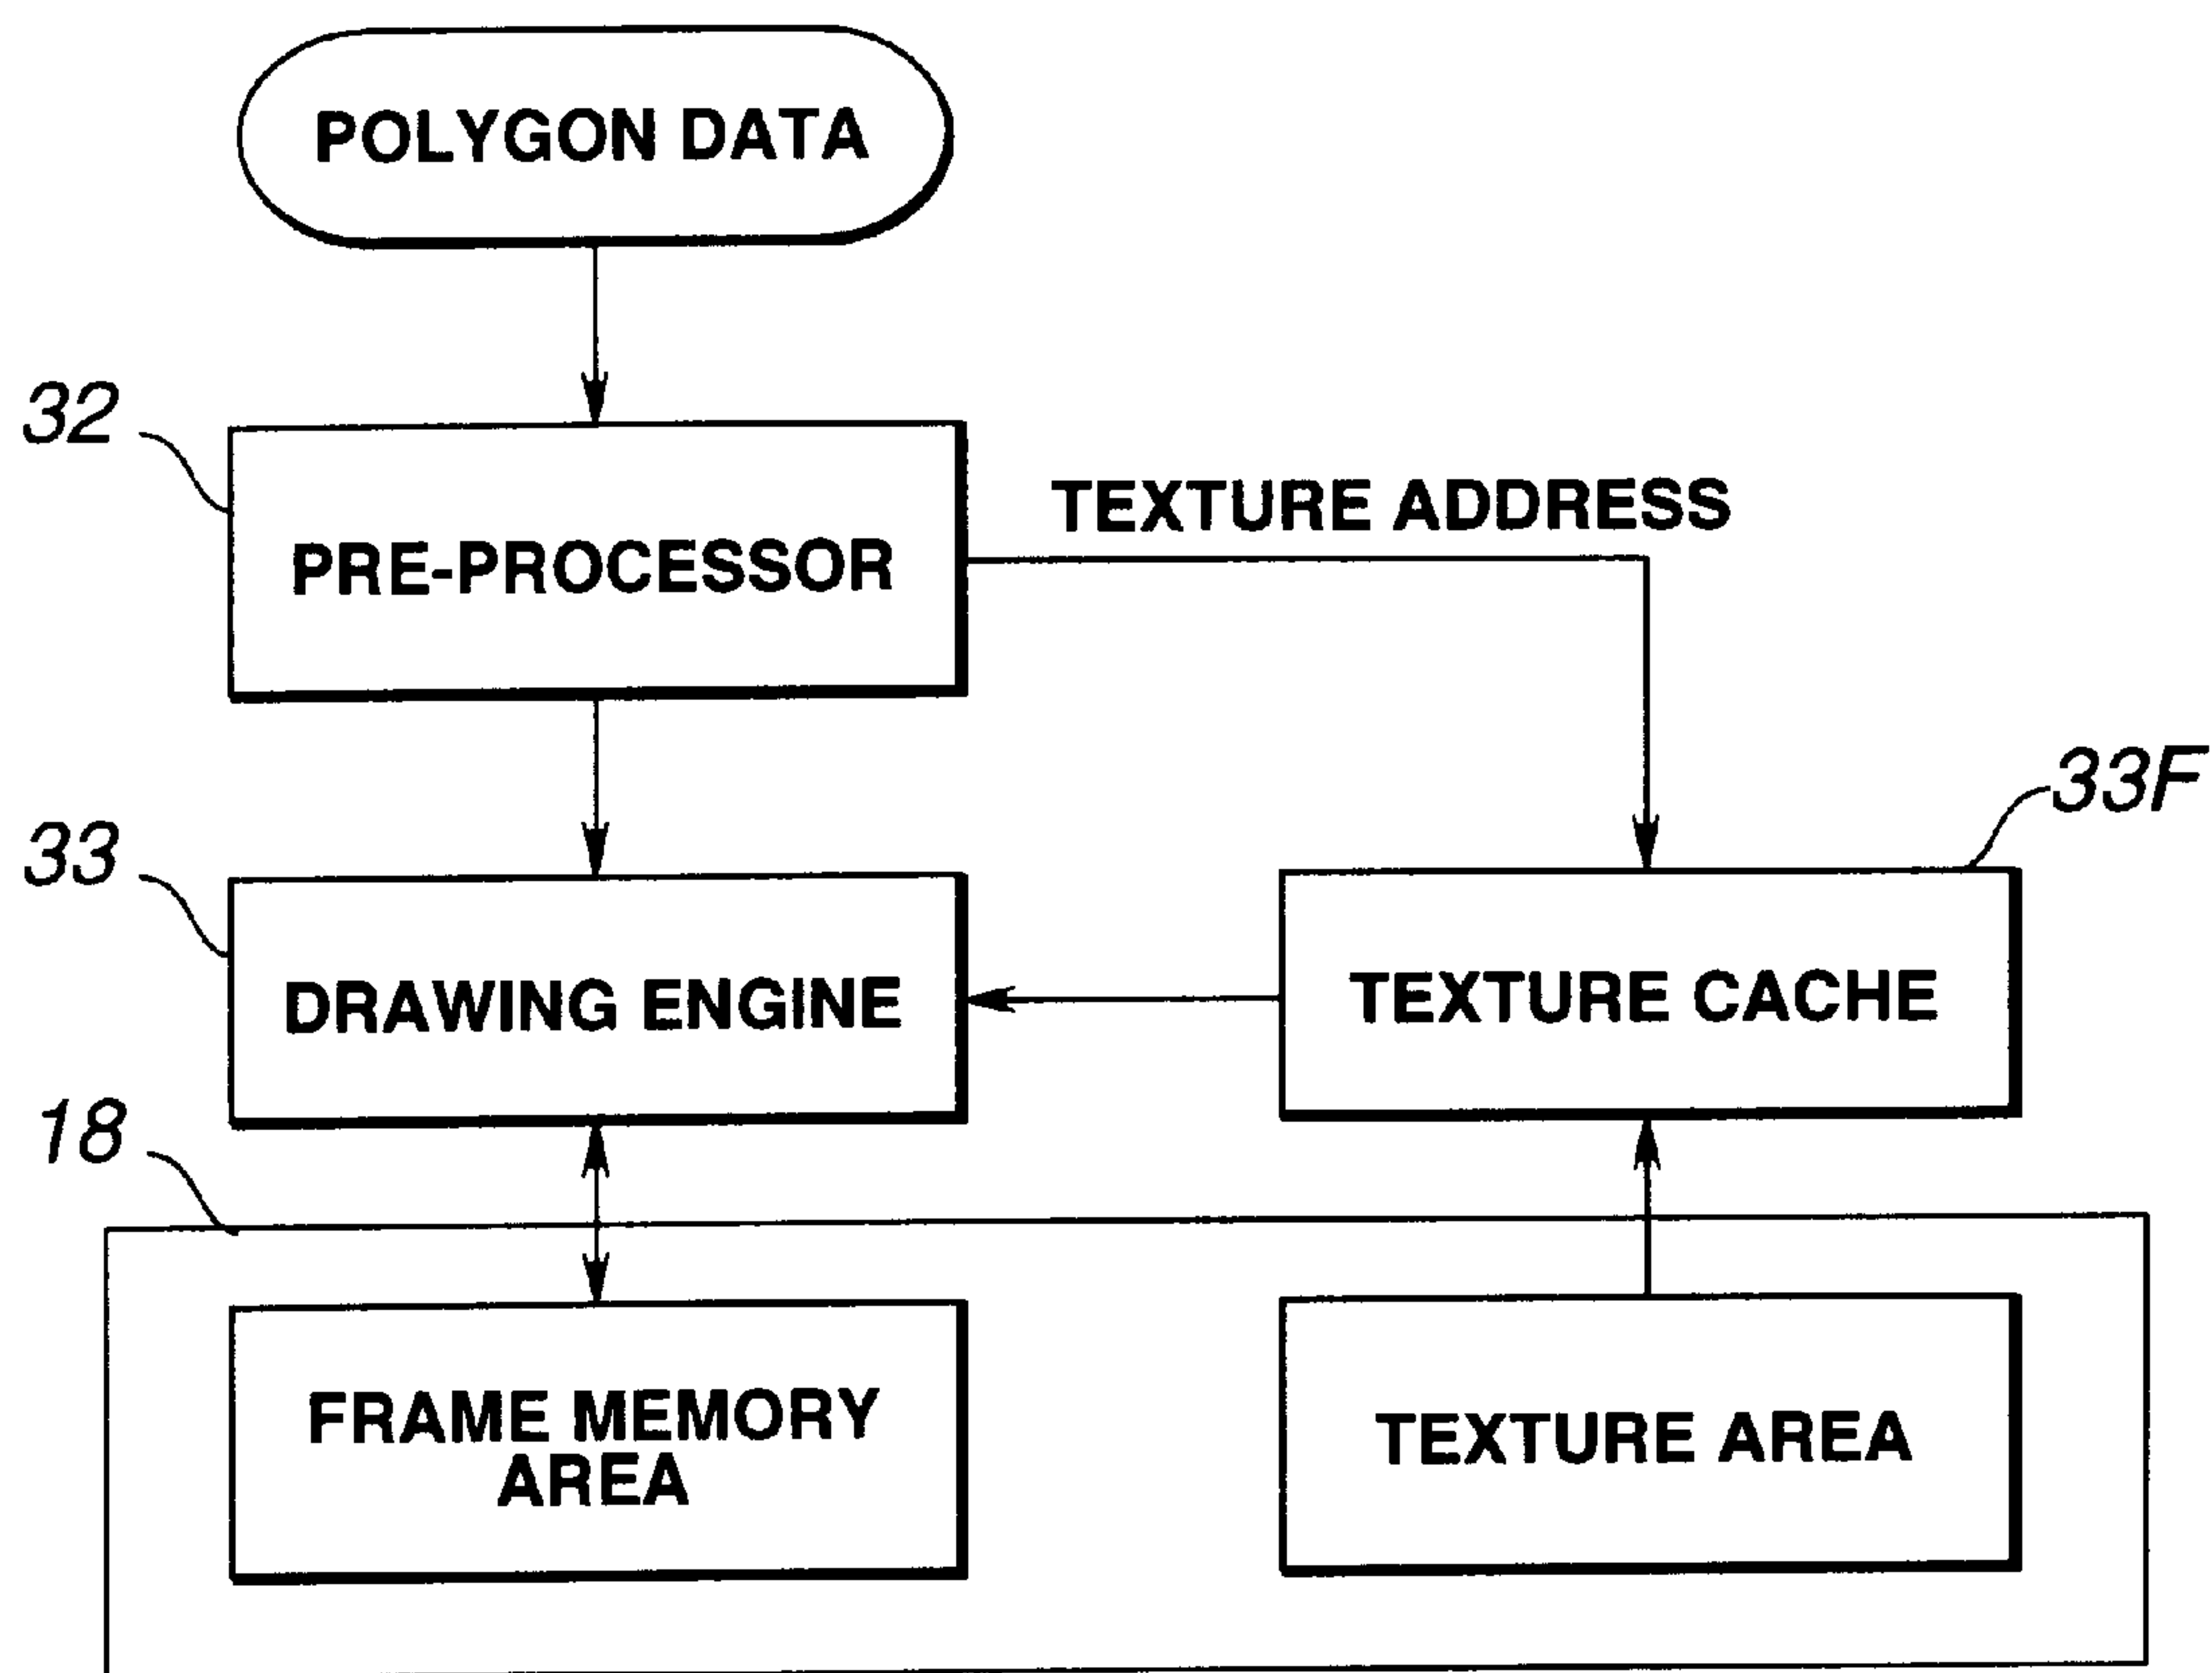 POLYGON DATA
32
PRE-PROCESSOR
TEXTURE ADDRESS
33
DRAWING ENGINE
33F
TEXTURE CACHE
18
FRAME MEMORY
AREA
TEXTURE AREA